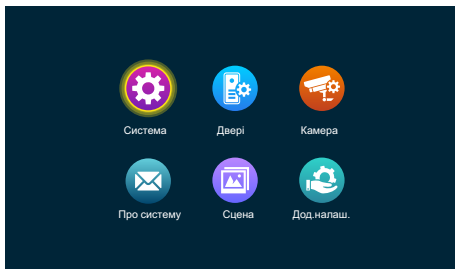 Система
Двері
Камера
Про систему
Сцена
Дод.налаш.